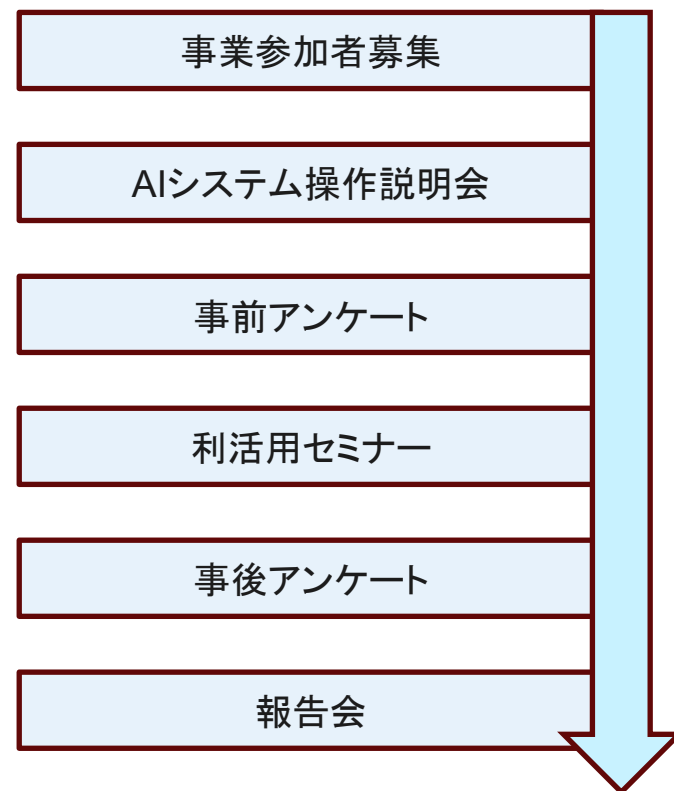 事業参加者募集
AIシステム操作説明会
事前アンケート
利活用セミナー
事後アンケート
報告会